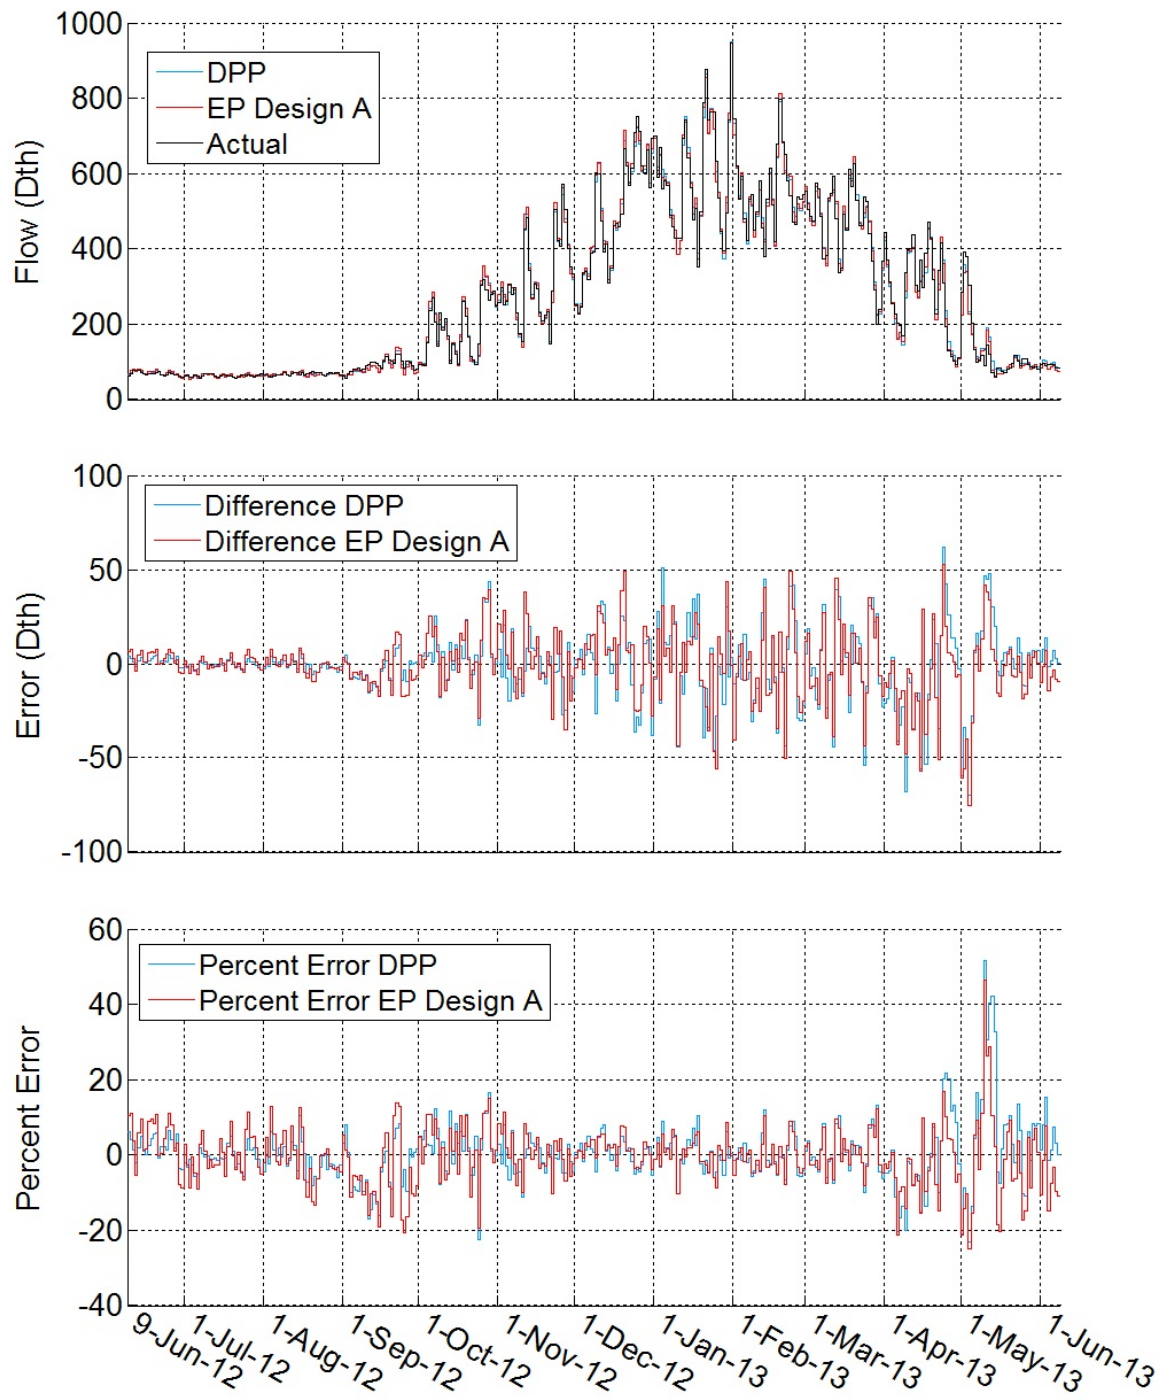 1000
800
600
400
200
0
Flow (Dth)
DPP
EP Design A
Actual
100
50
0
-50
-100
Error (Dth)
Difference DPP
Difference EP Design A
60
40
20
0
-20
-40
Percent Error
Percent Error DPP
Percent Error EP Design A
9-Jun-12
1-Jul-12
1-Aug-12
1-Sep-12
1-Oct-12
1-Nov-12
1-Dec-12
1-Jan-13
1-Feb-13
1-Mar-13
1-Apr-13
1-May-13
1-Jun-13